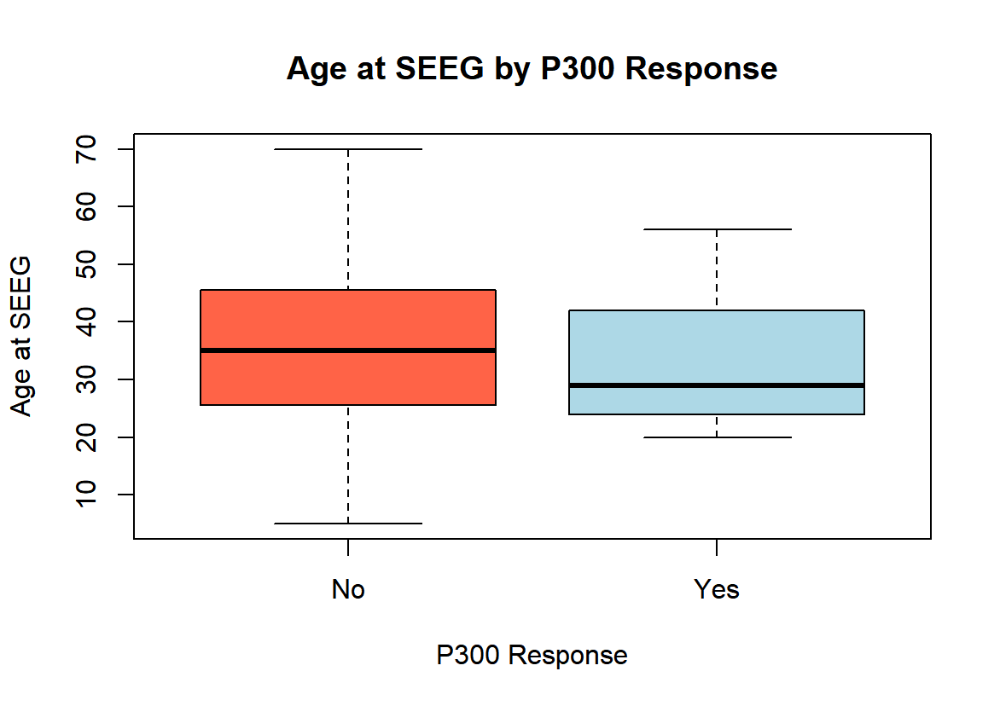 Age at SEEG by P300 Response
Age at SEEG
70
60
50
40
30
20
10
No
Yes
P300 Response